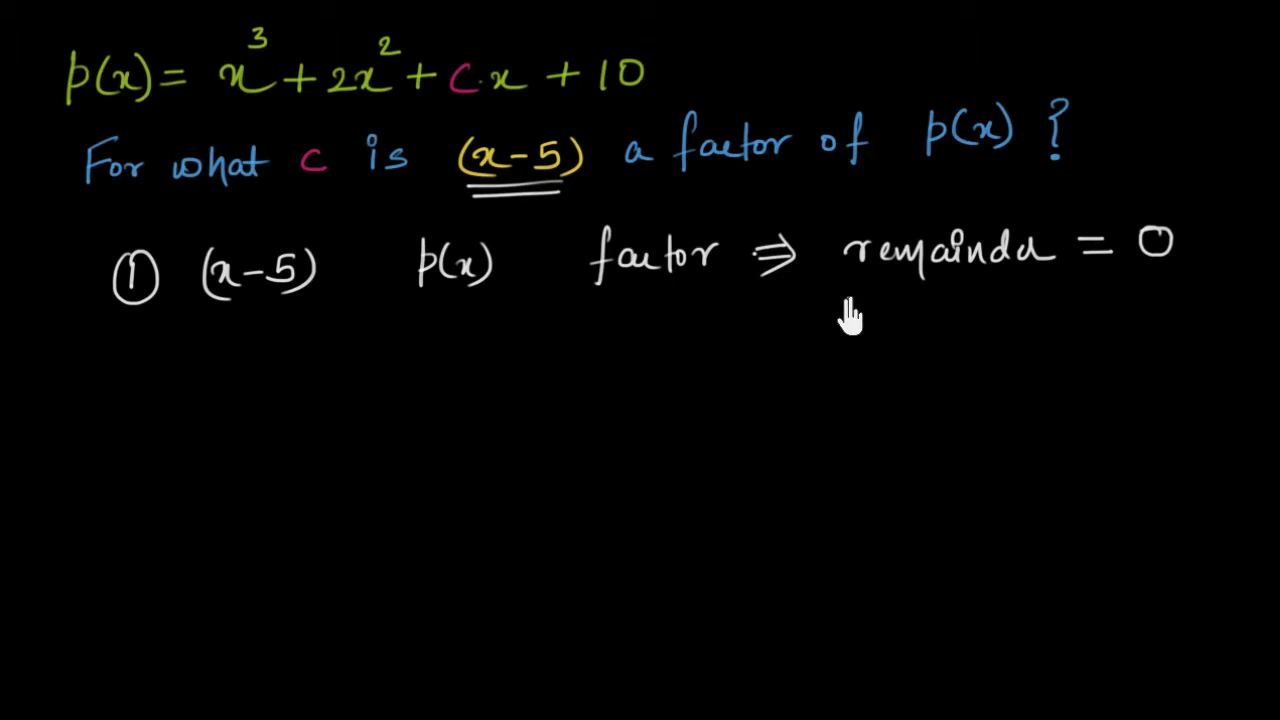 p(x) = x³ + 2x² + c·x + 10
For what c is (x-5) a factor of p(x) ?
① (x-5) p(x) factor ⇒ remainder = 0